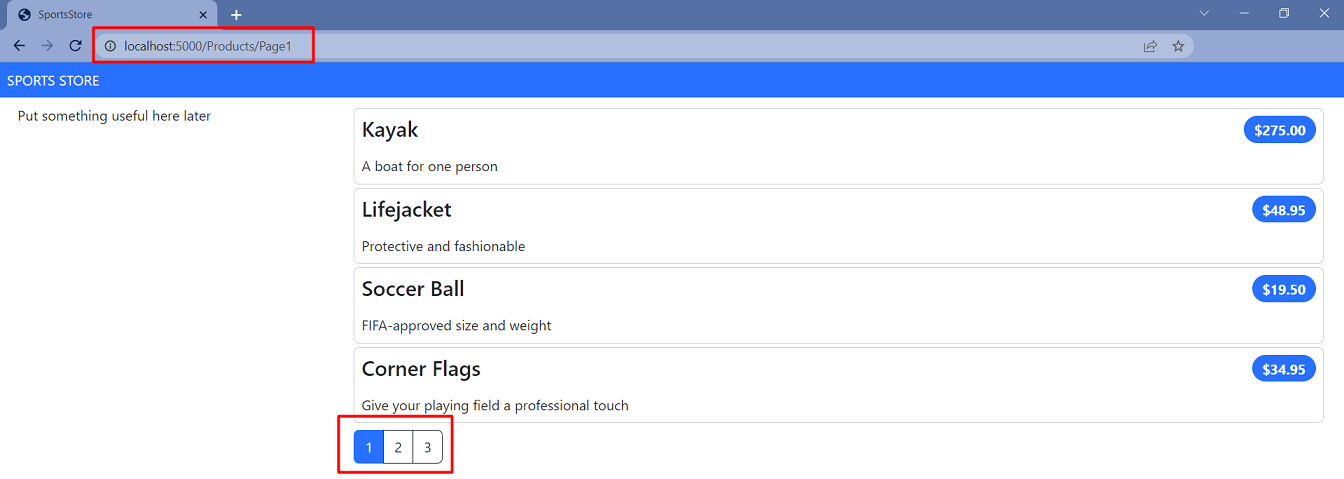 SportsStore
localhost:5000/Products/Page1
SPORTS STORE
Put something useful here later
Kayak
$275.00
A boat for one person
Lifejacket
$48.95
Protective and fashionable
Soccer Ball
$19.50
FIFA-approved size and weight
Corner Flags
$34.95
Give your playing field a professional touch
1 2 3